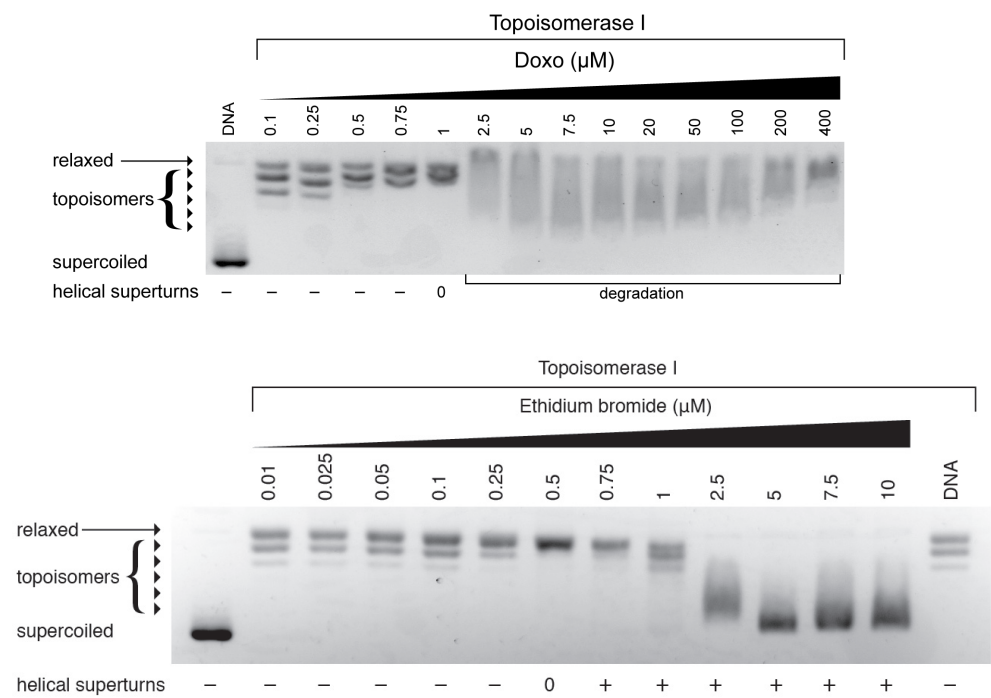 Topoisomerase I
Doxo (μM)
DNA 0.1 0.25 0.5 0.75 1 2.5 5 7.5 10 20 50 100 200 400
relaxed
topoisomers
supercoiled
helical superturns – – – – – 0 degradation
Topoisomerase I
Ethidium bromide (μM)
0.01 0.025 0.05 0.1 0.25 0.5 0.75 1 2.5 5 7.5 10 DNA
relaxed
topoisomers
supercoiled
helical superturns – – – – – – 0 + + + + + + –